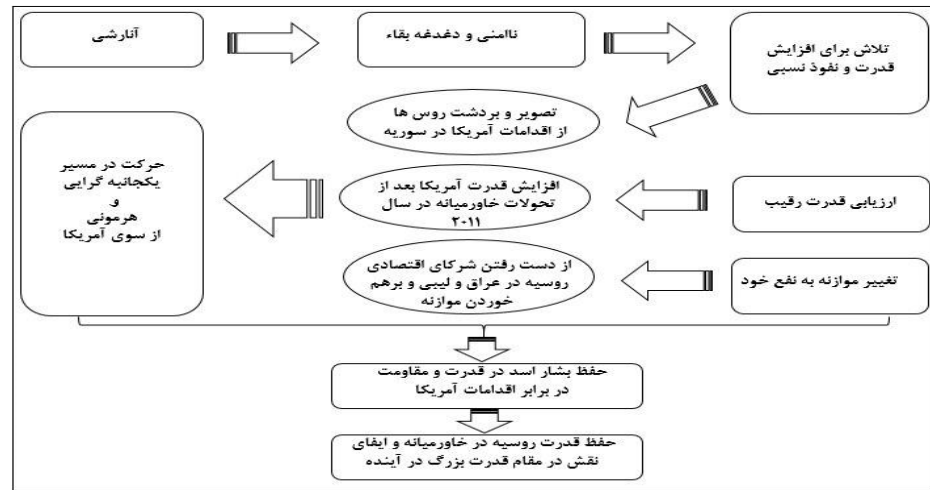 آنارشی
ناامنی و دغدغه بقاء
تلاش برای افزایش
قدرت و نفوذ نسبی
تصویر و بردشت روس ها
از اقدامات آمریکا در سوریه
حرکت در مسیر
یکجانبه گرایی
و
هرمونی
از سوی آمریکا
افزایش قدرت آمریکا بعد از
تحولات خاورمیانه در سال
۲۰۱۱
ارزیابی قدرت رقیب
از دست رفتن شرکای اقتصادی
روسیه در عراق و لیبی و برهم
خوردن موازنه
تغییر موازنه به نفع خود
حفظ بشار اسد در قدرت و مقاومت
در برابر اقدامات آمریکا
حفظ قدرت روسیه در خاورمیانه و ایفای
نقش در مقام قدرت بزرگ در آینده